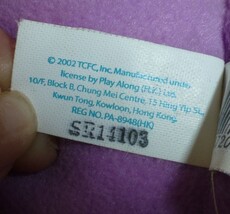 © 2002 TCFC, Inc. Manufactured under
license by Play Along (H.K.) Ltd.
10/F, Block B, Chung Mei Centre, 15 Hing Yip St.,
Kwun Tong, Kowloon, Hong Kong.
REG NO. PA-8948(HK)
SR14103